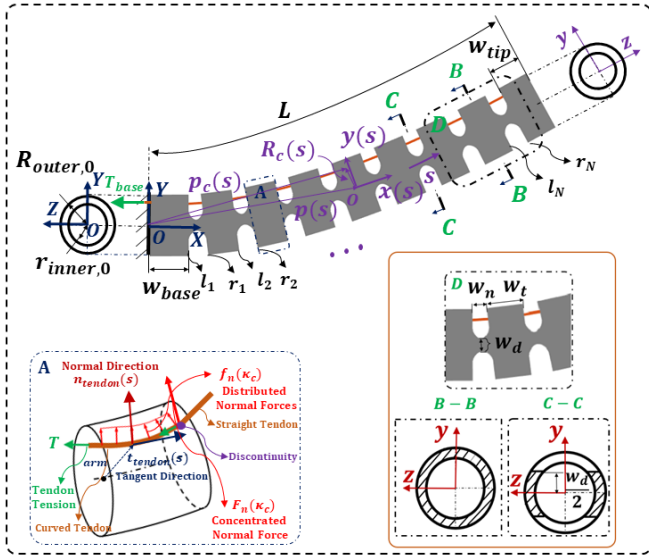 w_tip
y
z
B
L
C
D
R_c(s)
y(s)
R_outer,0
Y
T_base
Y
p_c(s)
A
s
r_N
l_N
Z
O
O
X
p(s)
o
x(s)
B
C
r_inner,0
w_base
l_1
r_1
l_2
r_2
...
A
Normal Direction
n_tendon(s)
f_n(κ_c)
Distributed
Normal Forces
Straight Tendon
T
arm
t_tendon(s)
Tangent Direction
Discontinuity
Tendon
Tension
Curved Tendon
F_n(κ_c)
Concentrated
Normal Force
D
w_n
w_t
w_d
B − B
C − C
y
y
z
z
w_d
2